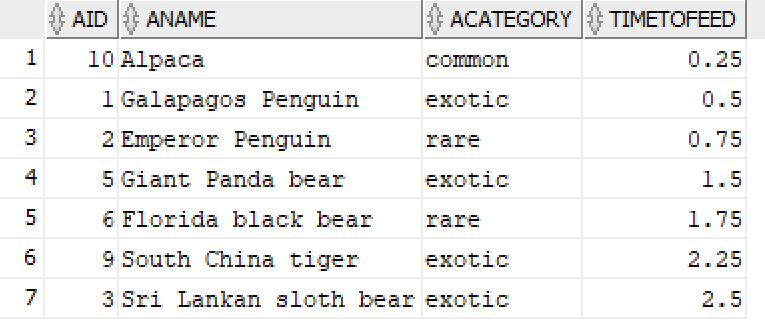 AID ANAME ACATEGORY TIMETOFEED
1 10 Alpaca common 0.25
2 1 Galapagos Penguin exotic 0.5
3 2 Emperor Penguin rare 0.75
4 5 Giant Panda bear exotic 1.5
5 6 Florida black bear rare 1.75
6 9 South China tiger exotic 2.25
7 3 Sri Lankan sloth bear exotic 2.5